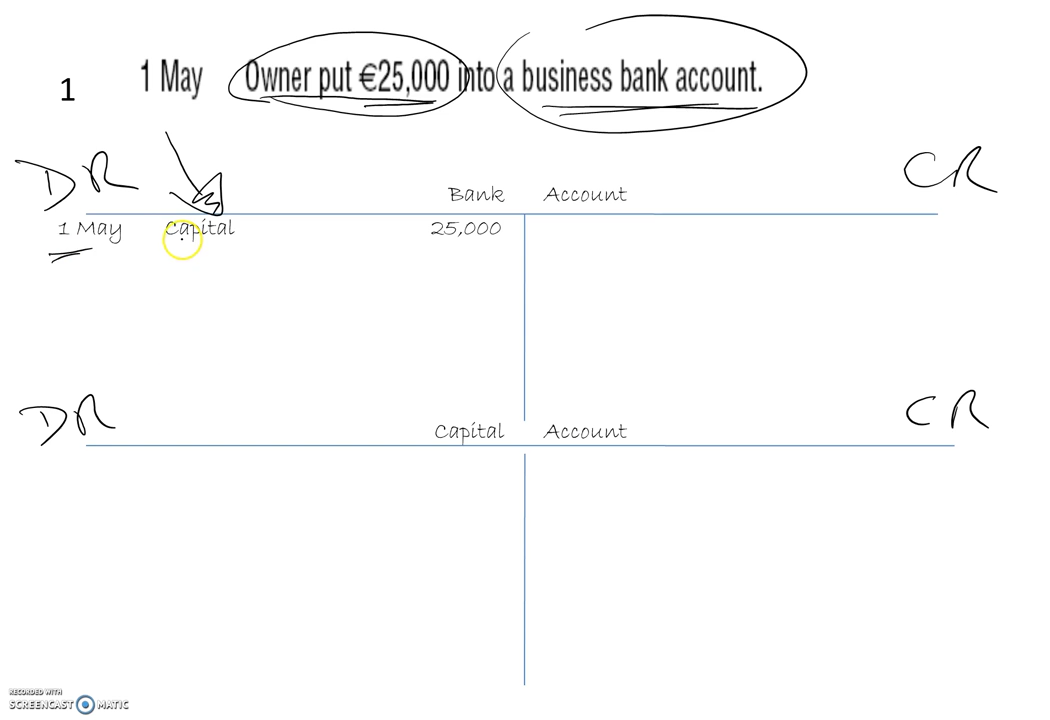 1 1 May Owner put €25,000 into a business bank account.
DR CR
Bank Account
1 May Capital 25,000
DR CR
Capital Account
RECORDED WITH
SCREENCAST MATIC